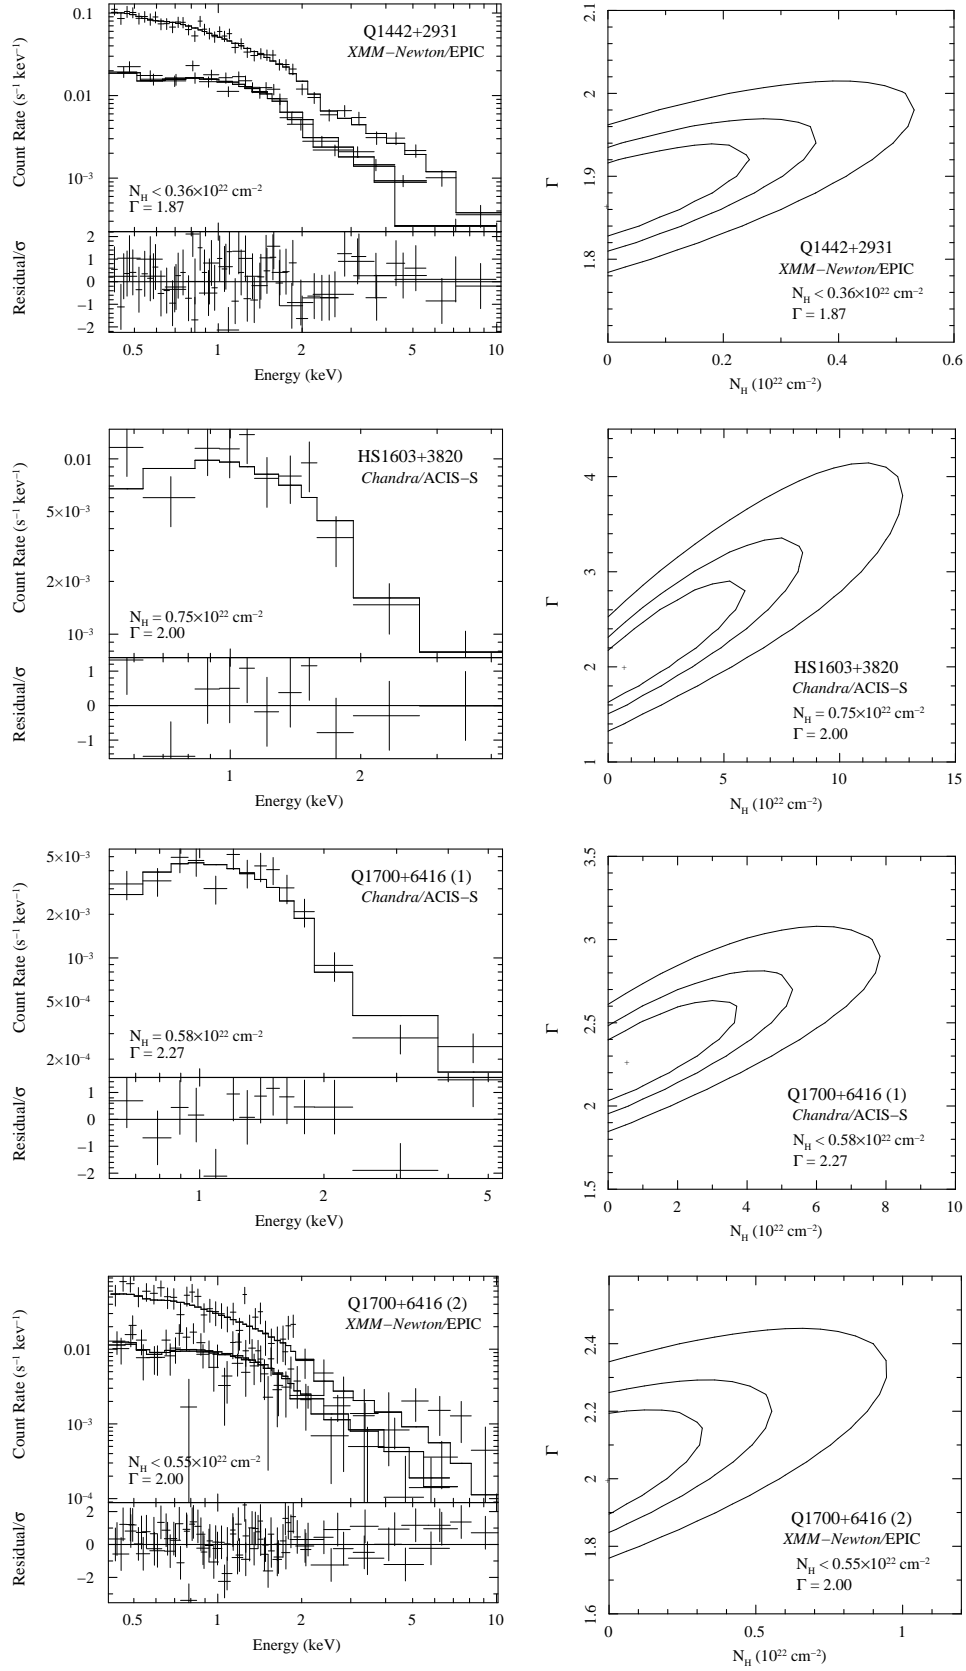 Q1442+2931
XMM−Newton/EPIC
N_H < 0.36×10²² cm⁻²
Γ = 1.87
Count Rate (s⁻¹ keV⁻¹)
0.1
0.01
10⁻³
Residual/σ
2
1
0
−1
−2
0.5 1 2 5 10
Energy (keV)
Γ
2.1
2
1.9
1.8
Q1442+2931
XMM−Newton/EPIC
N_H < 0.36×10²² cm⁻²
Γ = 1.87
0 0.2 0.4 0.6
N_H (10²² cm⁻²)
HS1603+3820
Chandra/ACIS−S
N_H = 0.75×10²² cm⁻²
Γ = 2.00
Count Rate (s⁻¹ keV⁻¹)
0.01
5×10⁻³
2×10⁻³
10⁻³
Residual/σ
1
0
−1
1 2
Energy (keV)
Γ
4
3
2
1
HS1603+3820
Chandra/ACIS−S
N_H = 0.75×10²² cm⁻²
Γ = 2.00
0 5 10 15
N_H (10²² cm⁻²)
Q1700+6416 (1)
Chandra/ACIS−S
N_H = 0.58×10²² cm⁻²
Γ = 2.27
Count Rate (s⁻¹ keV⁻¹)
5×10⁻³
2×10⁻³
10⁻³
5×10⁻⁴
2×10⁻⁴
Residual/σ
1
0
−1
−2
1 2 5
Energy (keV)
Γ
3.5
3
2.5
2
1.5
Q1700+6416 (1)
Chandra/ACIS−S
N_H < 0.58×10²² cm⁻²
Γ = 2.27
0 2 4 6 8 10
N_H (10²² cm⁻²)
Q1700+6416 (2)
XMM−Newton/EPIC
N_H < 0.55×10²² cm⁻²
Γ = 2.00
Count Rate (s⁻¹ keV⁻¹)
0.01
10⁻³
10⁻⁴
Residual/σ
2
0
−2
0.5 1 2 5 10
Energy (keV)
Γ
2.4
2.2
2
1.8
1.6
Q1700+6416 (2)
XMM−Newton/EPIC
N_H < 0.55×10²² cm⁻²
Γ = 2.00
0 0.5 1
N_H (10²² cm⁻²)